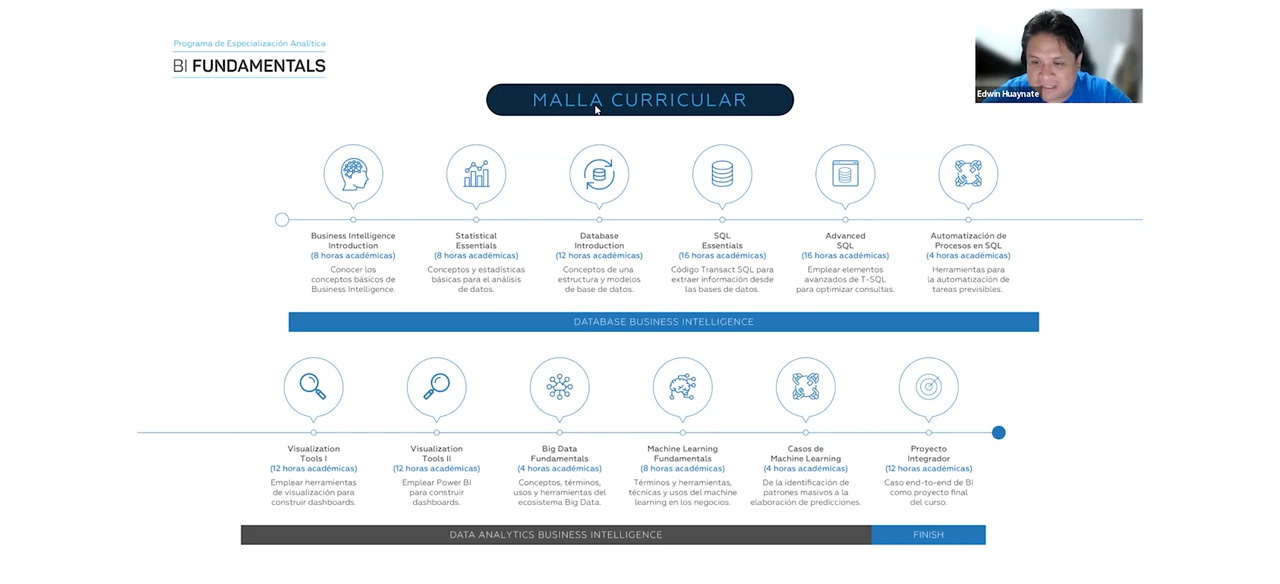 Programa de Especialización Analítica
BI FUNDAMENTALS
Edwin Huaynate
MALLA CURRICULAR
Business Intelligence
Introduction
(8 horas académicas)
Conocer los
conceptos básicos de
Business Intelligence.
Statistical
Essentials
(8 horas académicas)
Conceptos y estadísticas
básicas para el análisis
de datos.
Database
Introduction
(12 horas académicas)
Conceptos de una
estructura y modelos
de base de datos.
SQL
Essentials
(16 horas académicas)
Código Transact SQL para
extraer información desde
las bases de datos.
Advanced
SQL
(16 horas académicas)
Emplear elementos
avanzados de T-SQL
para optimizar consultas.
Automatización de
Procesos en SQL
(4 horas académicas)
Herramientas para
la automatización de
tareas previsibles.
DATABASE BUSINESS INTELLIGENCE
Visualization
Tools I
(12 horas académicas)
Emplear herramientas
de visualización para
construir dashboards.
Visualization
Tools II
(12 horas académicas)
Emplear Power BI
para construir
dashboards.
Big Data
Fundamentals
(4 horas académicas)
Conceptos, términos,
usos y herramientas del
ecosistema Big Data.
Machine Learning
Fundamentals
(8 horas académicas)
Términos y herramientas,
técnicas y usos del machine
learning en los negocios.
Casos de
Machine Learning
(4 horas académicas)
De la identificación de
patrones masivos a la
elaboración de predicciones.
Proyecto
Integrador
(12 horas académicas)
Caso end-to-end de BI
como proyecto final
del curso.
DATA ANALYTICS BUSINESS INTELLIGENCE
FINISH